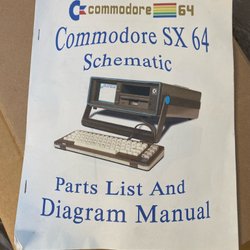 commodore 64
Commodore SX 64
Schematic
Parts List And
Diagram Manual